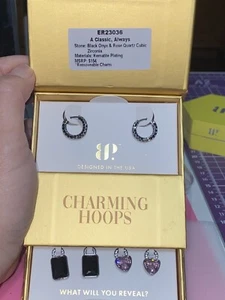 ER23036
A Classic, Always
Stone: Black Onyx & Rose Quartz Cubic
Zirconia
Materials: Rhodium Plating
MSRP: $154
*Removable Charm
DESIGNED IN THE USA
CHARMING
HOOPS
WHAT WILL YOU REVEAL?